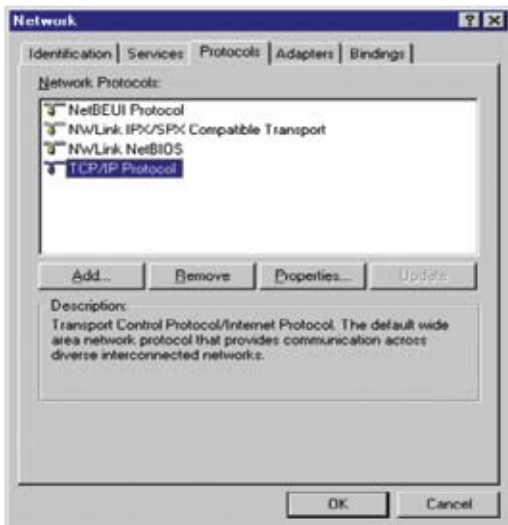 Network
Identification Services Protocols Adapters Bindings
Network Protocols:
NetBEUI Protocol
NWLink IPX/SPX Compatible Transport
NWLink NetBIOS
TCP/IP Protocol
Add... Remove Properties... Update
Description:
Transport Control Protocol/Internet Protocol. The default wide
area network protocol that provides communication across
diverse interconnected networks.
OK Cancel